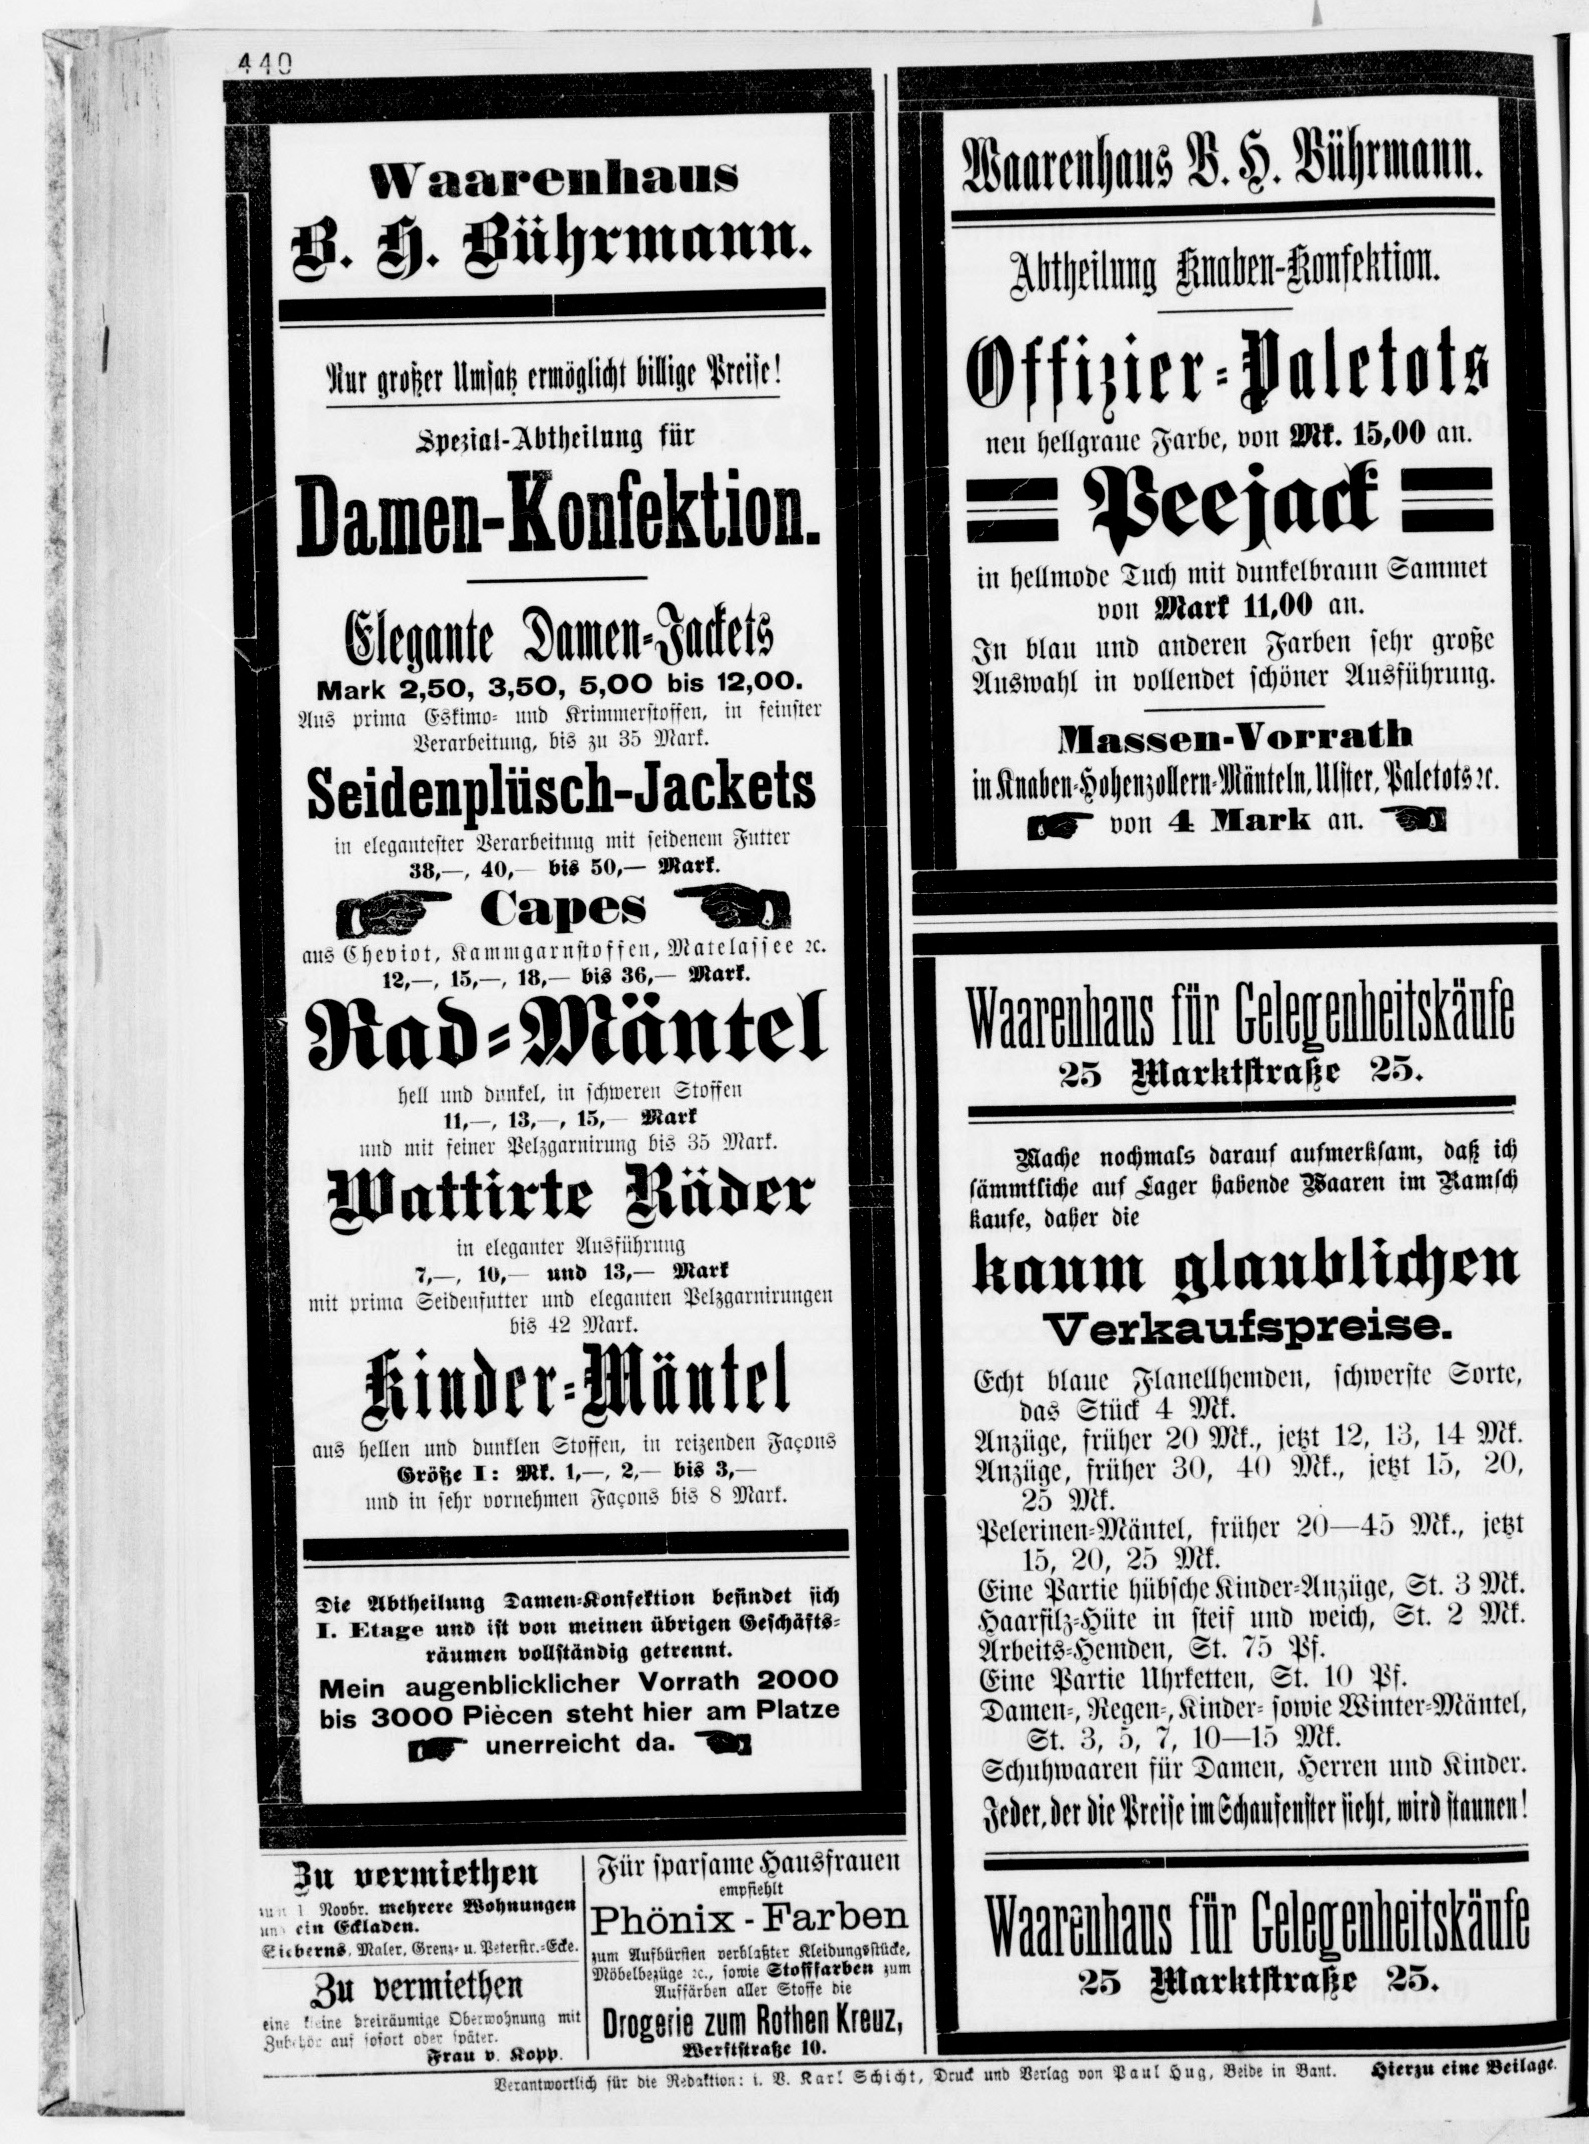 440
Waarenhaus
B. H. Bührmann.
Nur großer Umsatz ermöglicht billige Preise!
Spezial-Abtheilung für
Damen-Konfektion.
Elegante Damen-Jackets
Mark 2,50, 3,50, 5,00 bis 12,00.
Aus prima Eskimo- und Krimmerstoffen, in feinster
Verarbeitung, bis zu 35 Mark.
Seidenplüsch-Jackets
in elegantester Verarbeitung mit seidenem Futter
38,—, 40,— bis 50,— Mark.
Capes
aus Cheviot, Kammgarnstoffen, Matelassee ꝛc.
12,—, 15,—, 18,— bis 36,— Mark.
Rad-Mäntel
hell und dunkel, in schweren Stoffen
11,—, 13,—, 15,— Mark
und mit feiner Pelzgarnirung bis 35 Mark.
Wattirte Räder
in eleganter Ausführung
7,—, 10,— und 13,— Mark
mit prima Seidenfutter und eleganten Pelzgarnirungen
bis 42 Mark.
Kinder-Mäntel
aus hellen und dunklen Stoffen, in reizenden Façons
Größe I: Mk. 1,—, 2,— bis 3,—
und in sehr vornehmen Façons bis 8 Mark.
Die Abtheilung Damen-Konfektion befindet sich
I. Etage und ist von meinen übrigen Geschäfts-
räumen vollständig getrennt.
Mein augenblicklicher Vorrath 2000
bis 3000 Piècen steht hier am Platze
unerreicht da.
Zu vermiethen
zum 1. Novbr. mehrere Wohnungen
und ein Eckladen.
Sieberns, Maler, Grenz- u. Peterstr.-Ecke.
Zu vermiethen
eine kleine dreiräumige Oberwohnung mit
Zubehör auf sofort oder später.
Frau v. Kopp.
Für sparsame Hausfrauen
empfiehlt
Phönix-Farben
zum Aufbürsten verblaßter Kleidungsstücke,
Möbelbezüge ꝛc., sowie Stofffarben zum
Auffärben aller Stoffe die
Drogerie zum Rothen Kreuz,
Werftstraße 10.
Waarenhaus B. H. Bührmann.
Abtheilung Knaben-Konfektion.
Offizier-Paletots
neu hellgraue Farbe, von Mk. 15,00 an.
Peejack
in hellmode Tuch mit dunkelbraun Sammet
von Mark 11,00 an.
In blau und anderen Farben sehr große
Auswahl in vollendet schöner Ausführung.
Massen-Vorrath
in Knaben-Hohenzollern-Mänteln, Ulster, Paletots ꝛc.
von 4 Mark an.
Waarenhaus für Gelegenheitskäufe
25 Marktstraße 25.
Mache nochmals darauf aufmerksam, daß ich
sämmtliche auf Lager habende Waaren im Ramsch
kaufe, daher die
kaum glaublichen
Verkaufspreise.
Echt blaue Flanellhemden, schwerste Sorte,
das Stück 4 Mk.
Anzüge, früher 20 Mk., jetzt 12, 13, 14 Mk.
Anzüge, früher 30, 40 Mk., jetzt 15, 20,
25 Mk.
Pelerinen-Mäntel, früher 20—45 Mk., jetzt
15, 20, 25 Mk.
Eine Partie hübsche Kinder-Anzüge, St. 3 Mk.
Haarfilz-Hüte in steif und weich, St. 2 Mk.
Arbeits-Hemden, St. 75 Pf.
Eine Partie Uhrketten, St. 10 Pf.
Damen-, Regen-, Kinder- sowie Winter-Mäntel,
St. 3, 5, 7, 10—15 Mk.
Schuhwaaren für Damen, Herren und Kinder.
Jeder, der die Preise im Schaufenster sieht, wird staunen!
Waarenhaus für Gelegenheitskäufe
25 Marktstraße 25.
Verantwortlich für die Redaktion: i. V. Karl Schicht, Druck und Verlag von Paul Hug, Beide in Bant.
Hierzu eine Beilage.